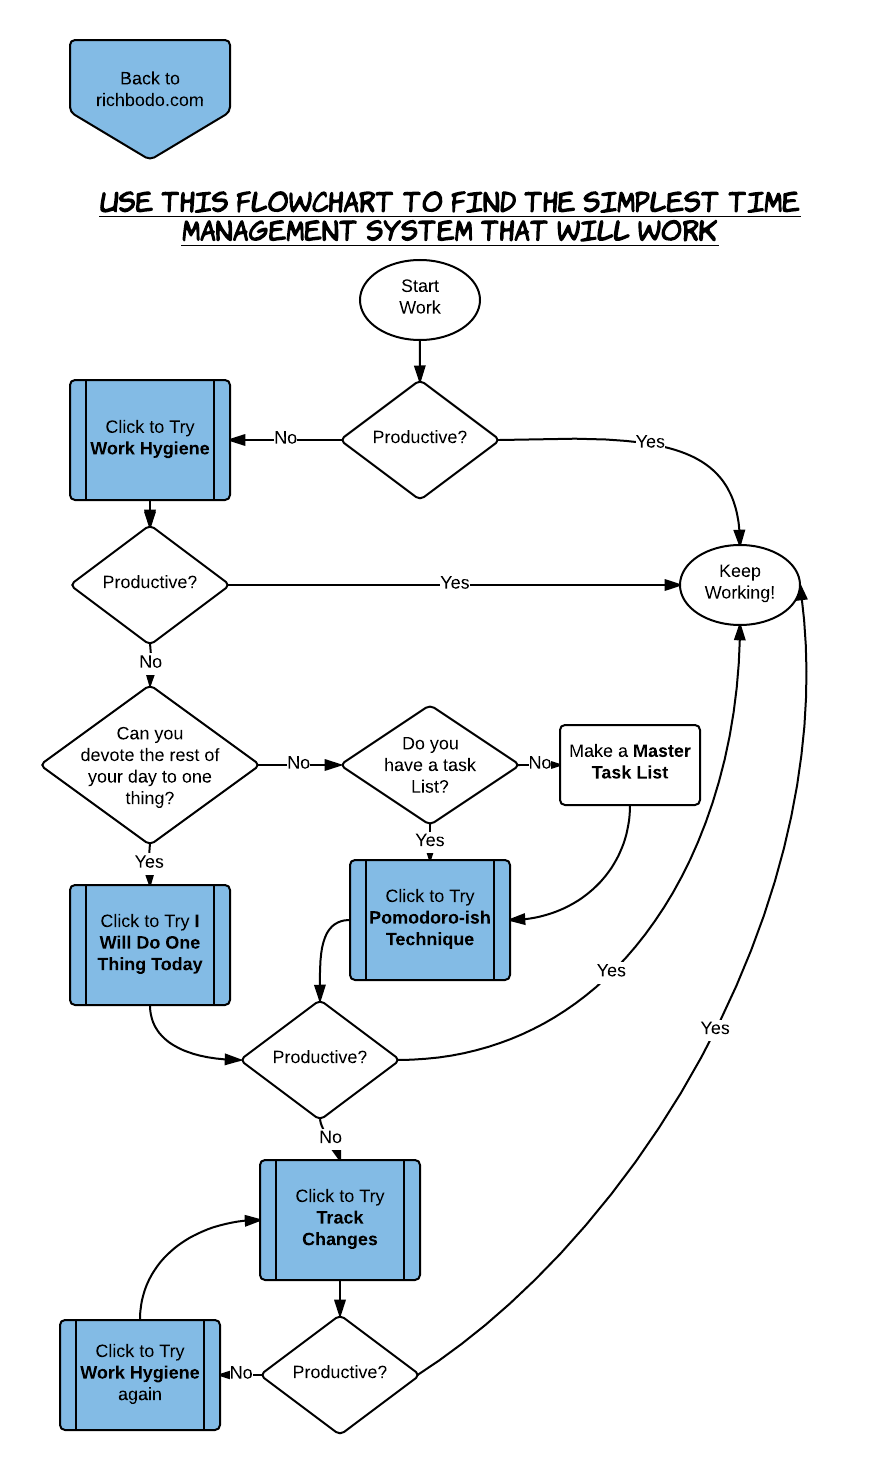 Back to
richbodo.com
USE THIS FLOWCHART TO FIND THE SIMPLEST TIME
MANAGEMENT SYSTEM THAT WILL WORK
Start
Work
Click to Try
Work Hygiene
No
Productive?
Yes
Productive?
Yes
Keep
Working!
No
Can you
devote the rest of
your day to one
thing?
No
Do you
have a task
List?
No
Make a Master
Task List
Yes
Yes
Click to Try I
Will Do One
Thing Today
Click to Try
Pomodoro-ish
Technique
Yes
Yes
Productive?
No
Click to Try
Track
Changes
Click to Try
Work Hygiene
again
No
Productive?